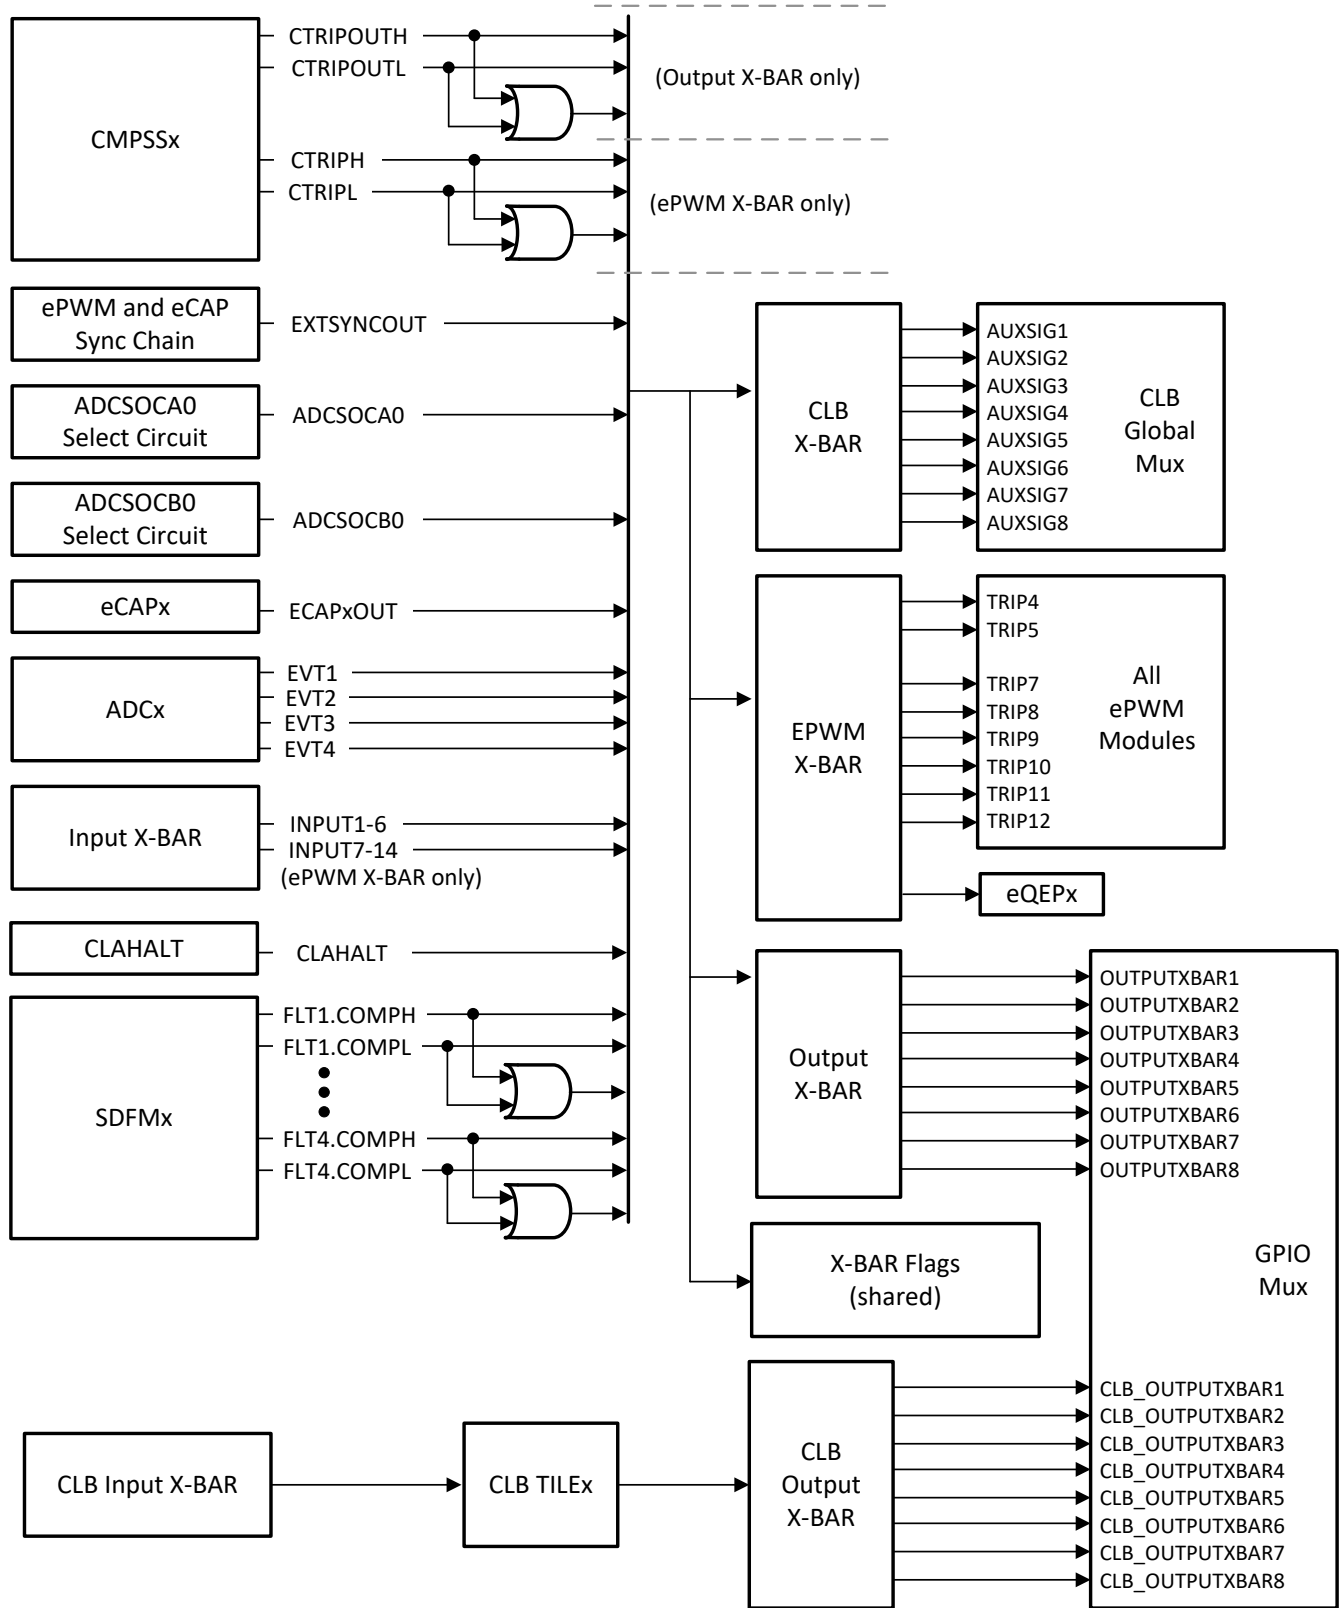 CMPSSx
CTRIPOUTH
CTRIPOUTL
CTRIPH
CTRIPL
(Output X-BAR only)
(ePWM X-BAR only)
ePWM and eCAP
Sync Chain
EXTSYNCOUT
ADCSOCA0
Select Circuit
ADCSOCA0
ADCSOCB0
Select Circuit
ADCSOCB0
eCAPx
ECAPxOUT
ADCx
EVT1
EVT2
EVT3
EVT4
Input X-BAR
INPUT1-6
INPUT7-14
(ePWM X-BAR only)
CLAHALT
CLAHALT
SDFMx
FLT1.COMPH
FLT1.COMPL
FLT4.COMPH
FLT4.COMPL
CLB
X-BAR
AUXSIG1
AUXSIG2
AUXSIG3
AUXSIG4
AUXSIG5
AUXSIG6
AUXSIG7
AUXSIG8
CLB
Global
Mux
EPWM
X-BAR
TRIP4
TRIP5
TRIP7
TRIP8
TRIP9
TRIP10
TRIP11
TRIP12
All
ePWM
Modules
eQEPx
Output
X-BAR
OUTPUTXBAR1
OUTPUTXBAR2
OUTPUTXBAR3
OUTPUTXBAR4
OUTPUTXBAR5
OUTPUTXBAR6
OUTPUTXBAR7
OUTPUTXBAR8
X-BAR Flags
(shared)
GPIO
Mux
CLB Input X-BAR
CLB TILEx
CLB
Output
X-BAR
CLB_OUTPUTXBAR1
CLB_OUTPUTXBAR2
CLB_OUTPUTXBAR3
CLB_OUTPUTXBAR4
CLB_OUTPUTXBAR5
CLB_OUTPUTXBAR6
CLB_OUTPUTXBAR7
CLB_OUTPUTXBAR8